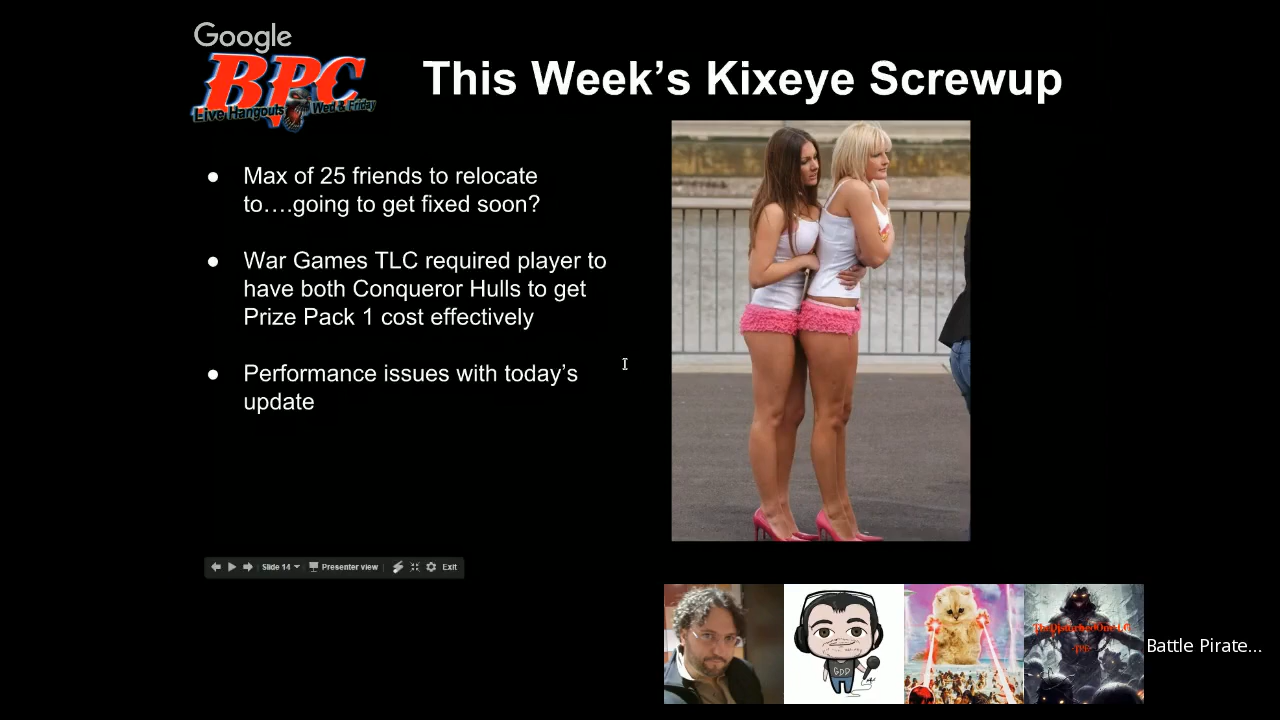 Google
BPC
Live Hangouts Wed & Friday
This Week’s Kixeye Screwup
● Max of 25 friends to relocate
to….going to get fixed soon?
● War Games TLC required player to
have both Conqueror Hulls to get
Prize Pack 1 cost effectively
● Performance issues with today’s
update
Slide 14
Presenter view
Exit
GDD
Battle Pirate...